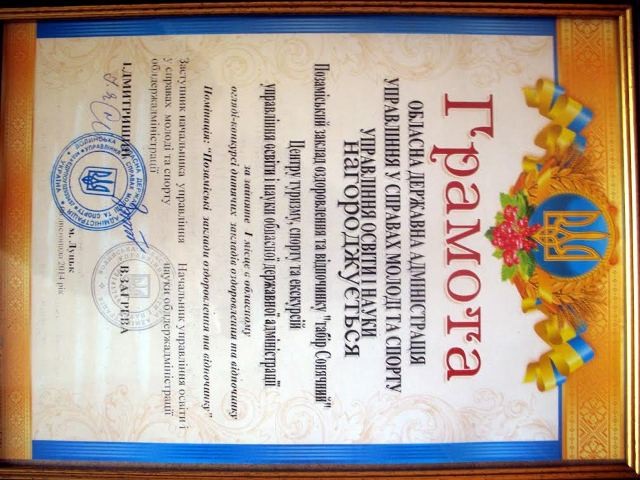 Грамота
ОБЛАСНА ДЕРЖАВНА АДМІНІСТРАЦІЯ
УПРАВЛІННЯ У СПРАВАХ МОЛОДІ ТА СПОРТУ
УПРАВЛІННЯ ОСВІТИ І НАУКИ
нагороджується
Позаміський заклад оздоровлення та відпочинку "табір Сонячний"
Центру туризму, спорту та екскурсій
управління освіти і науки обласної державної адміністрації
за зайняте І місце в обласному
огляді-конкурсі дитячих закладів оздоровлення та відпочинку
Номінація: "Позаміські заклади оздоровлення та відпочинку"
Заступник начальника управління
у справах молоді та спорту
облдержадміністрації
Начальник управління освіти і
науки облдержадміністрації
І.ДМИТРИШИН
В.ЗАГРЕВА
м. Луцьк
2014 рік